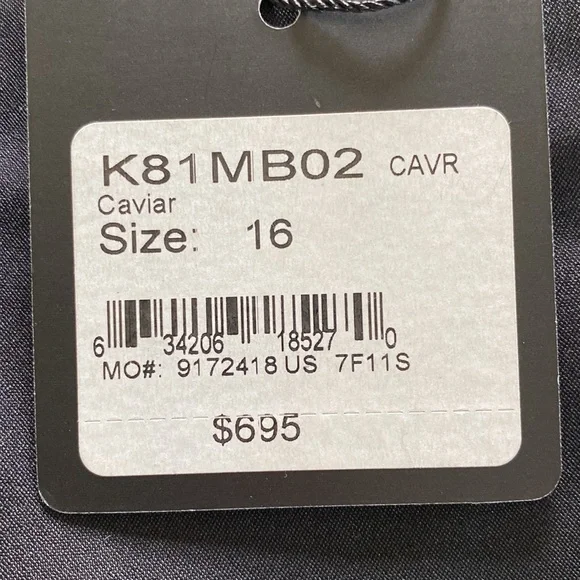 K81MB02 CAVR
Caviar
Size: 16
6 34206 18527 0
MO#: 9172418 US 7F11S
$695